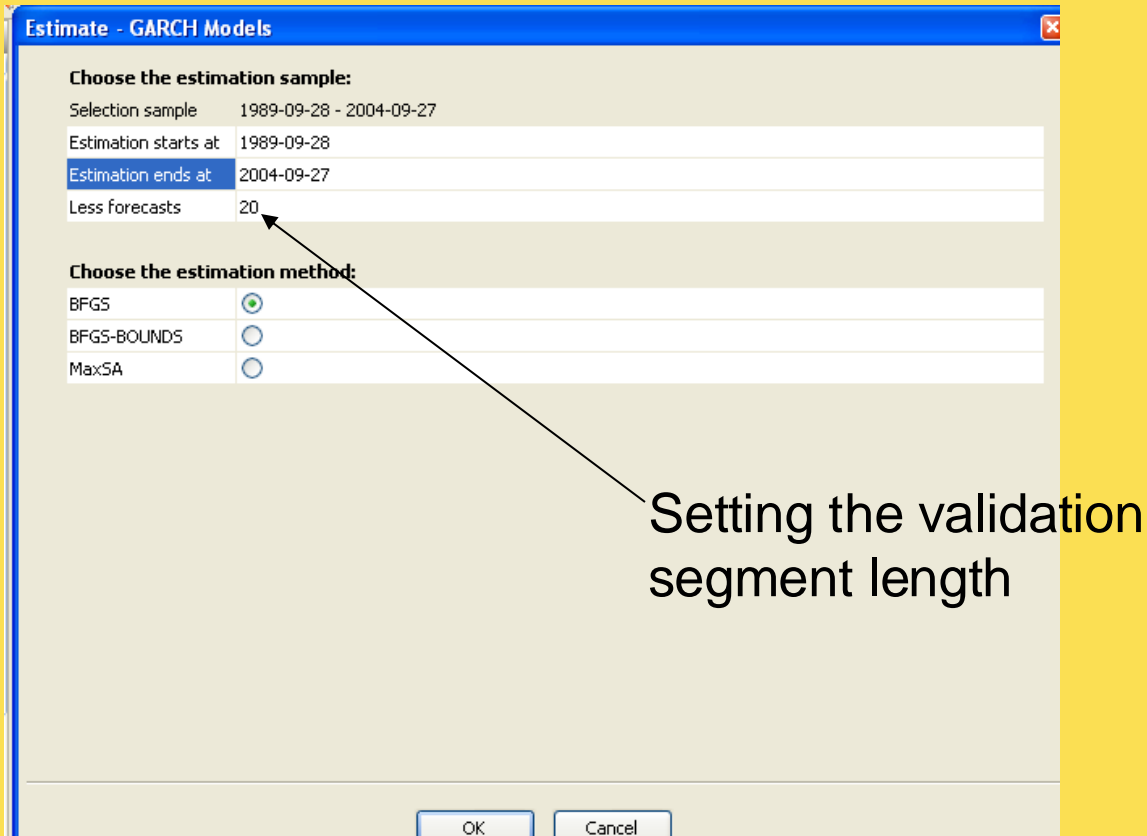 Estimate - GARCH Models
Choose the estimation sample:
Selection sample 1989-09-28 - 2004-09-27
Estimation starts at 1989-09-28
Estimation ends at 2004-09-27
Less forecasts 20
Choose the estimation method:
BFGS
BFGS-BOUNDS
MaxSA
Setting the validation
segment length
OK Cancel